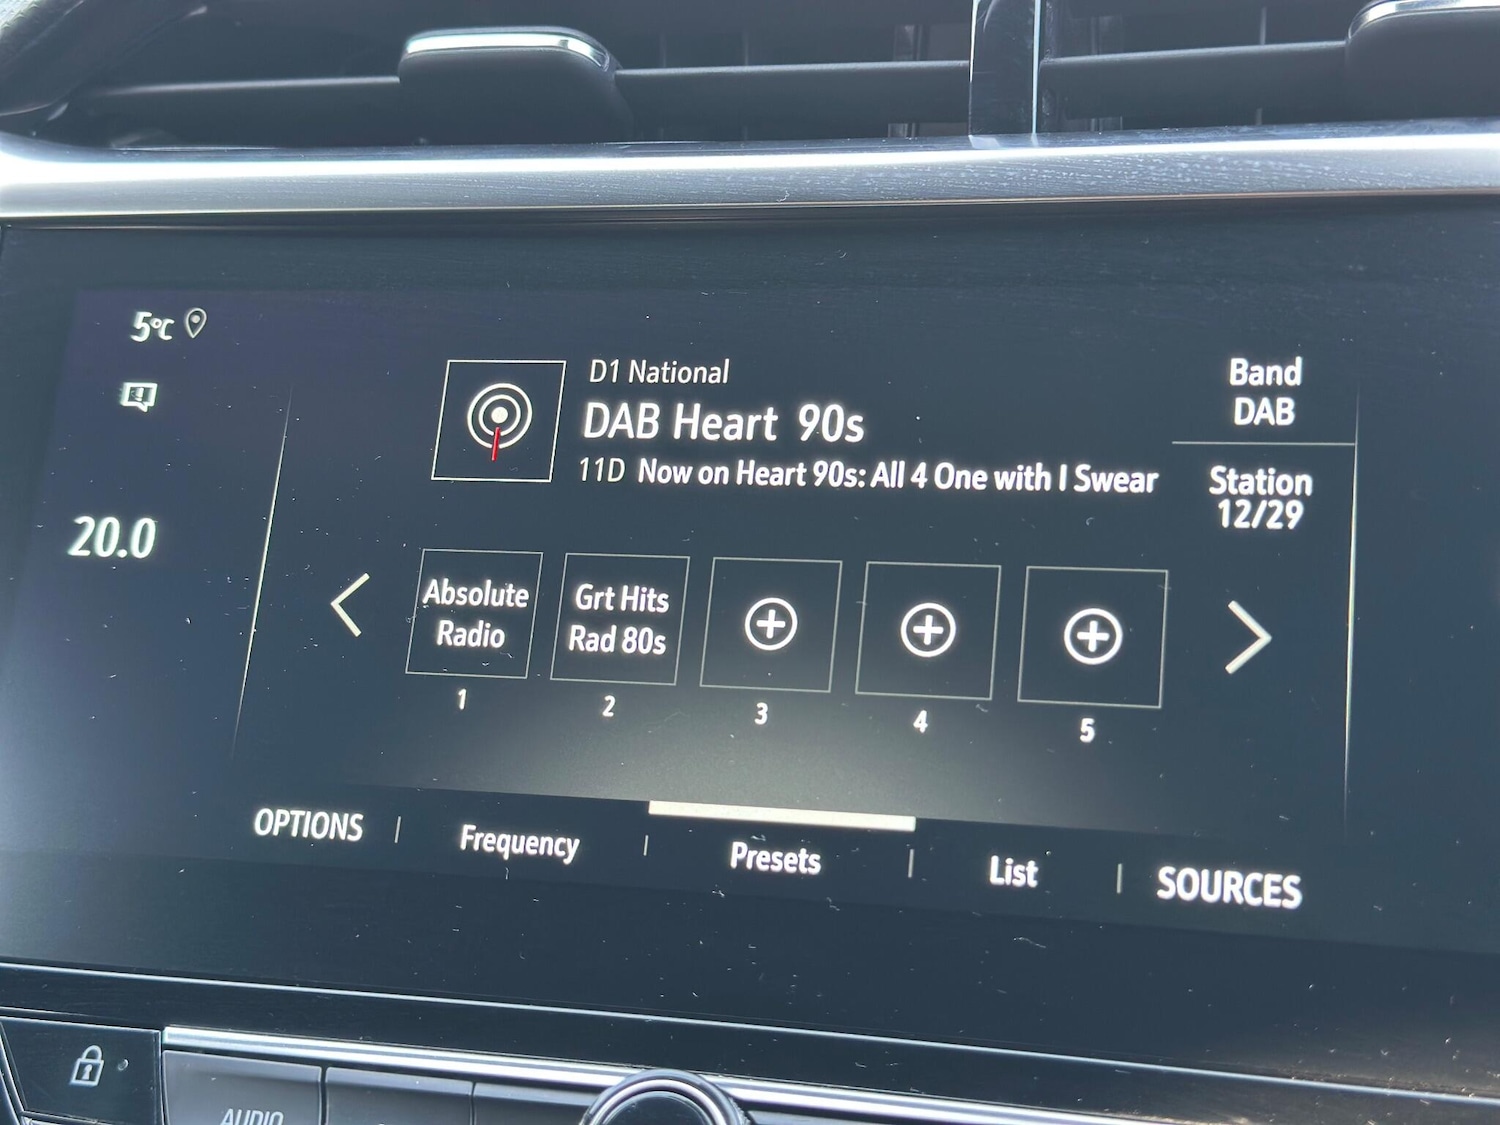 5°C
20.0
D1 National
DAB Heart 90s
11D Now on Heart 90s: All 4 One with I Swear
Band
DAB
Station
12/29
Absolute
Radio
1
Grt Hits
Rad 80s
2
3
4
5
OPTIONS | Frequency | Presets | List | SOURCES
AUDIO